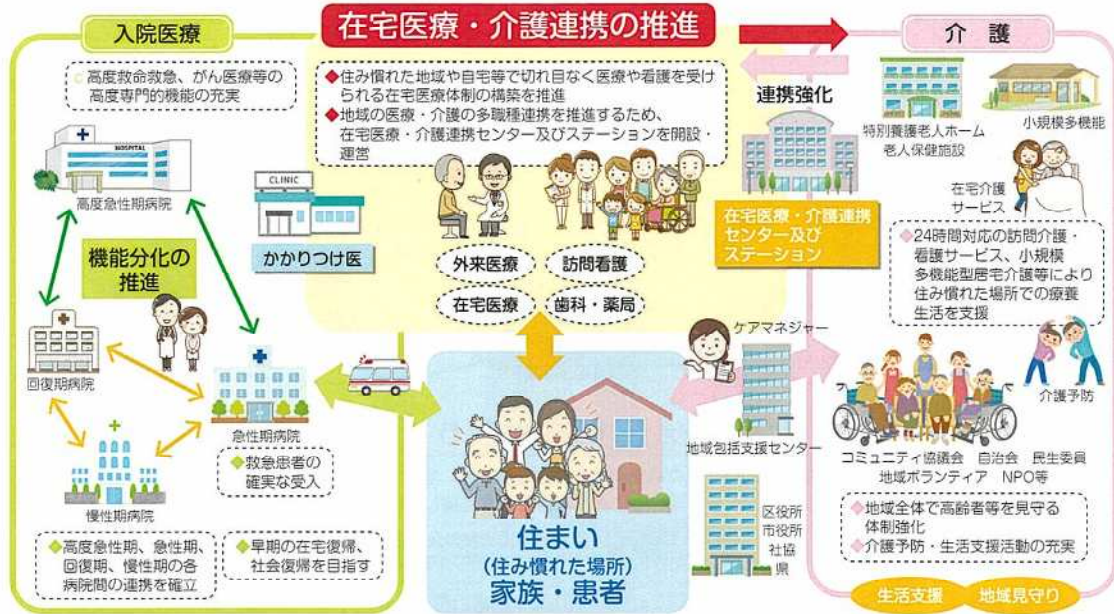 在宅医療・介護連携の推進
入院医療
高度救命救急、がん医療等の
高度専門的機能の充実
HOSPITAL
高度急性期病院
機能分化の
推進
回復期病院
急性期病院
◆救急患者の
確実な受入
慢性期病院
◆高度急性期、急性期、
回復期、慢性期の各
病院間の連携を確立
◆早期の在宅復帰、
社会復帰を目指す
◆住み慣れた地域や自宅等で切れ目なく医療や看護を受け
られる在宅医療体制の構築を推進
◆地域の医療・介護の多職種連携を推進するため、
在宅医療・介護連携センター及びステーションを開設・
運営
CLINIC
かかりつけ医
外来医療
訪問看護
在宅医療
歯科・薬局
連携強化
在宅医療・介護連携
センター及び
ステーション
住まい
(住み慣れた場所)
家族・患者
ケアマネジャー
地域包括支援センター
区役所
市役所
社協
県
介護
特別養護老人ホーム
老人保健施設
小規模多機能
在宅介護
サービス
◆24時間対応の訪問介護・
看護サービス、小規模
多機能型居宅介護等により
住み慣れた場所での療養
生活を支援
介護予防
コミュニティ協議会 自治会 民生委員
地域ボランティア NPO等
◆地域全体で高齢者等を見守る
体制強化
◆介護予防・生活支援活動の充実
生活支援
地域見守り